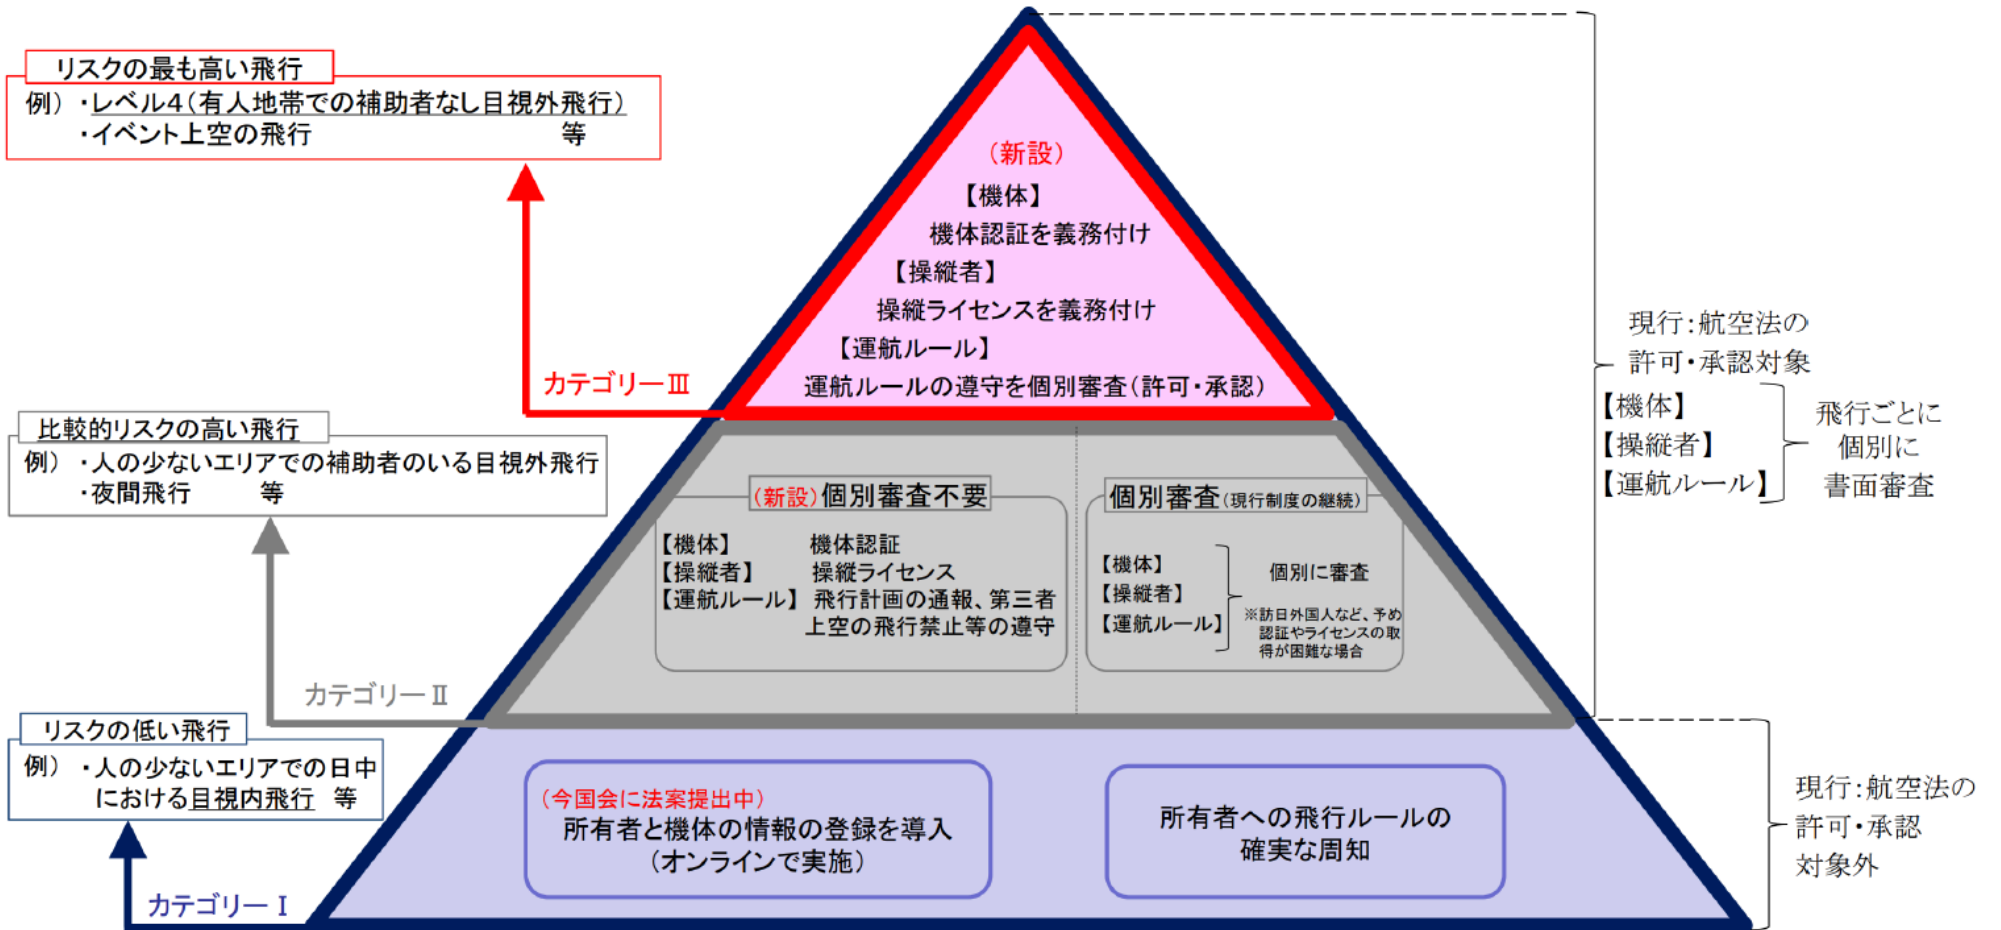 リスクの最も高い飛行
例） ・レベル4（有人地帯での補助者なし目視外飛行）
・イベント上空の飛行 等
カテゴリーⅢ
（新設）
【機体】
機体認証を義務付け
【操縦者】
操縦ライセンスを義務付け
【運航ルール】
運航ルールの遵守を個別審査（許可・承認）
比較的リスクの高い飛行
例） ・人の少ないエリアでの補助者のいる目視外飛行
・夜間飛行 等
カテゴリーⅡ
（新設）個別審査不要
【機体】 機体認証
【操縦者】 操縦ライセンス
【運航ルール】 飛行計画の通報、第三者
上空の飛行禁止等の遵守
個別審査（現行制度の継続）
【機体】
【操縦者】
【運航ルール】
個別に審査
※訪日外国人など、予め
認証やライセンスの取
得が困難な場合
リスクの低い飛行
例） ・人の少ないエリアでの日中
における目視内飛行 等
カテゴリーⅠ
（今国会に法案提出中）
所有者と機体の情報の登録を導入
（オンラインで実施）
所有者への飛行ルールの
確実な周知
現行：航空法の
許可・承認対象
【機体】
【操縦者】
【運航ルール】
飛行ごとに
個別に
書面審査
現行：航空法の
許可・承認
対象外